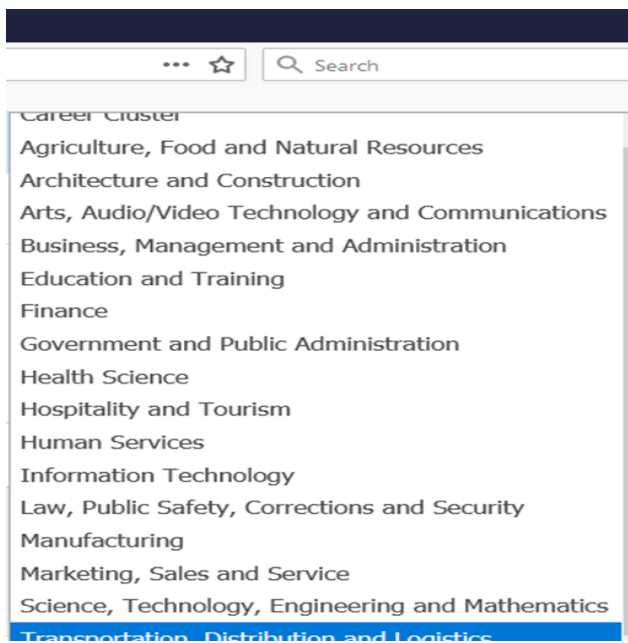 Search
Career Cluster
Agriculture, Food and Natural Resources
Architecture and Construction
Arts, Audio/Video Technology and Communications
Business, Management and Administration
Education and Training
Finance
Government and Public Administration
Health Science
Hospitality and Tourism
Human Services
Information Technology
Law, Public Safety, Corrections and Security
Manufacturing
Marketing, Sales and Service
Science, Technology, Engineering and Mathematics
Transportation, Distribution and Logistics